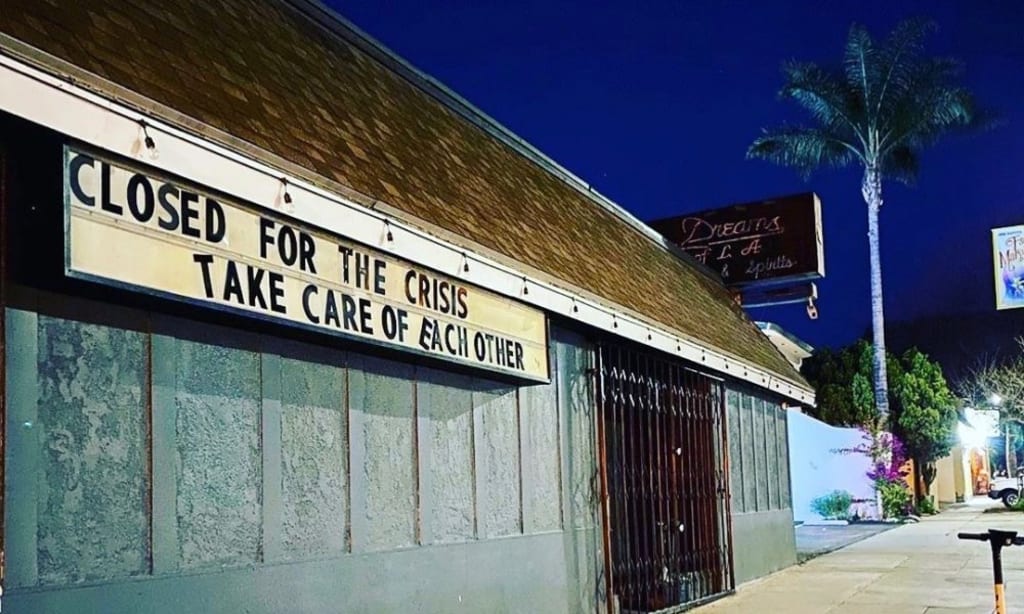 CLOSED FOR THE CRISIS
TAKE CARE OF EACH OTHER
Dreams
of L.A
& Spirits